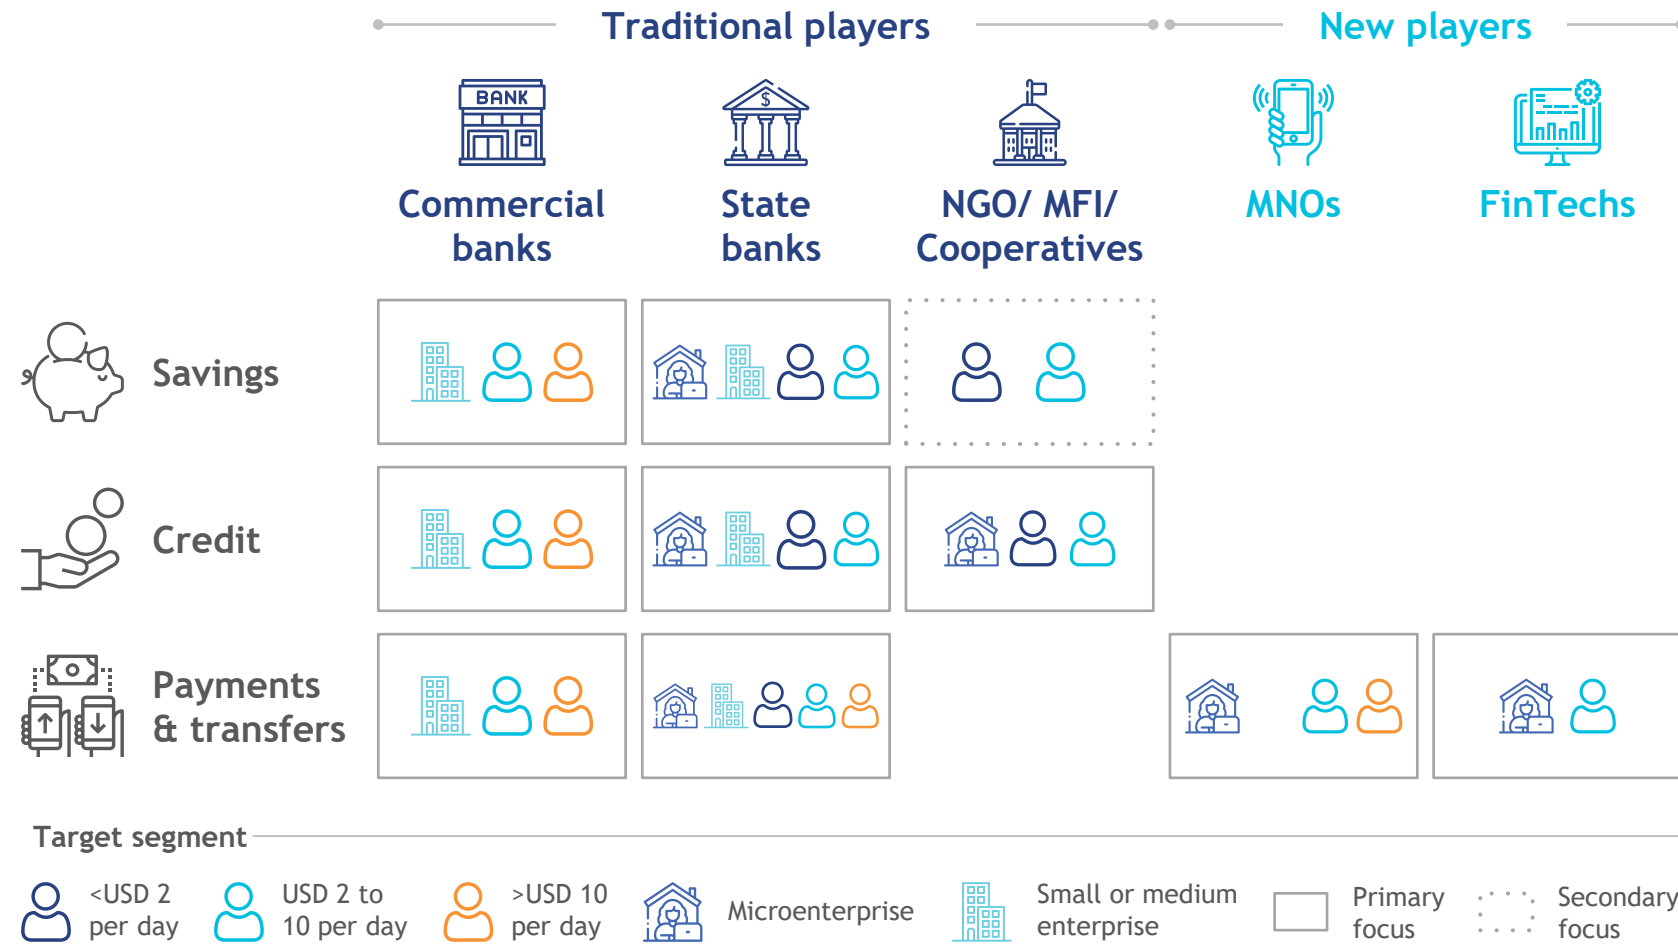 Traditional players
New players
BANK
$
Commercial
banks
State
banks
NGO/ MFI/
Cooperatives
MNOs
FinTechs
Savings
Credit
Payments
& transfers
Target segment
<USD 2
per day
USD 2 to
10 per day
>USD 10
per day
Microenterprise
Small or medium
enterprise
Primary
focus
Secondary
focus